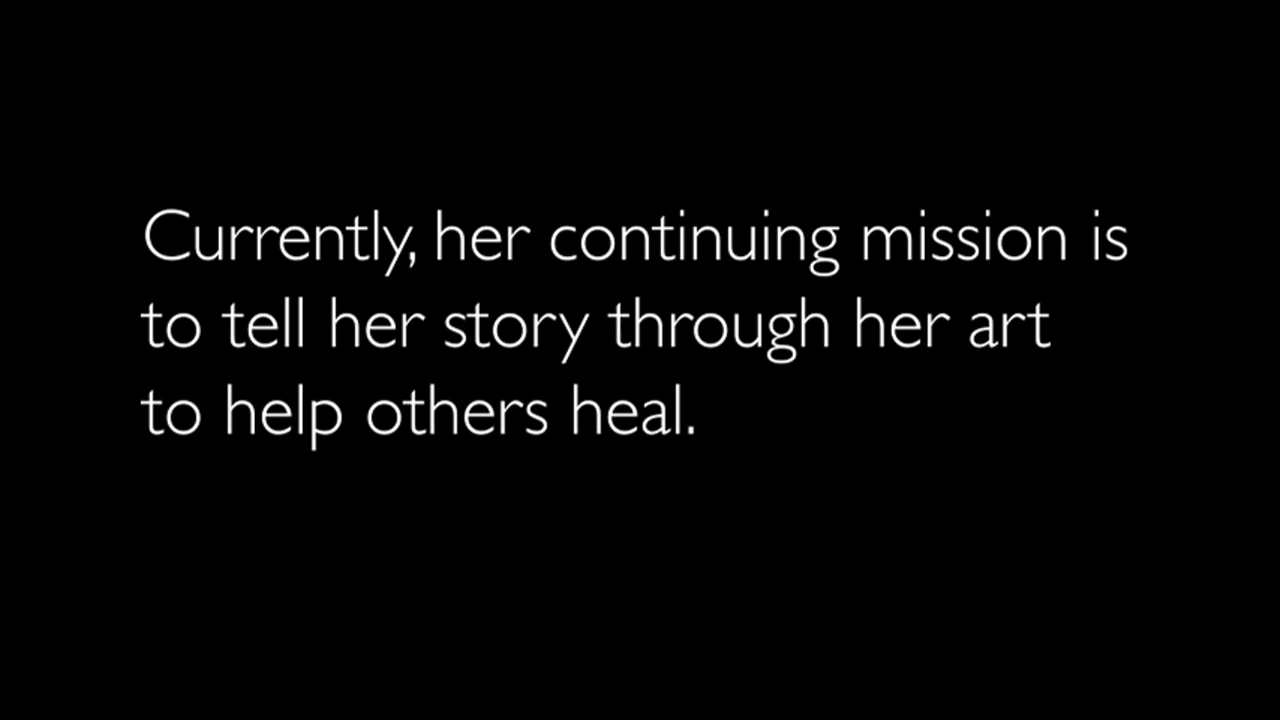 Currently, her continuing mission is
to tell her story through her art
to help others heal.